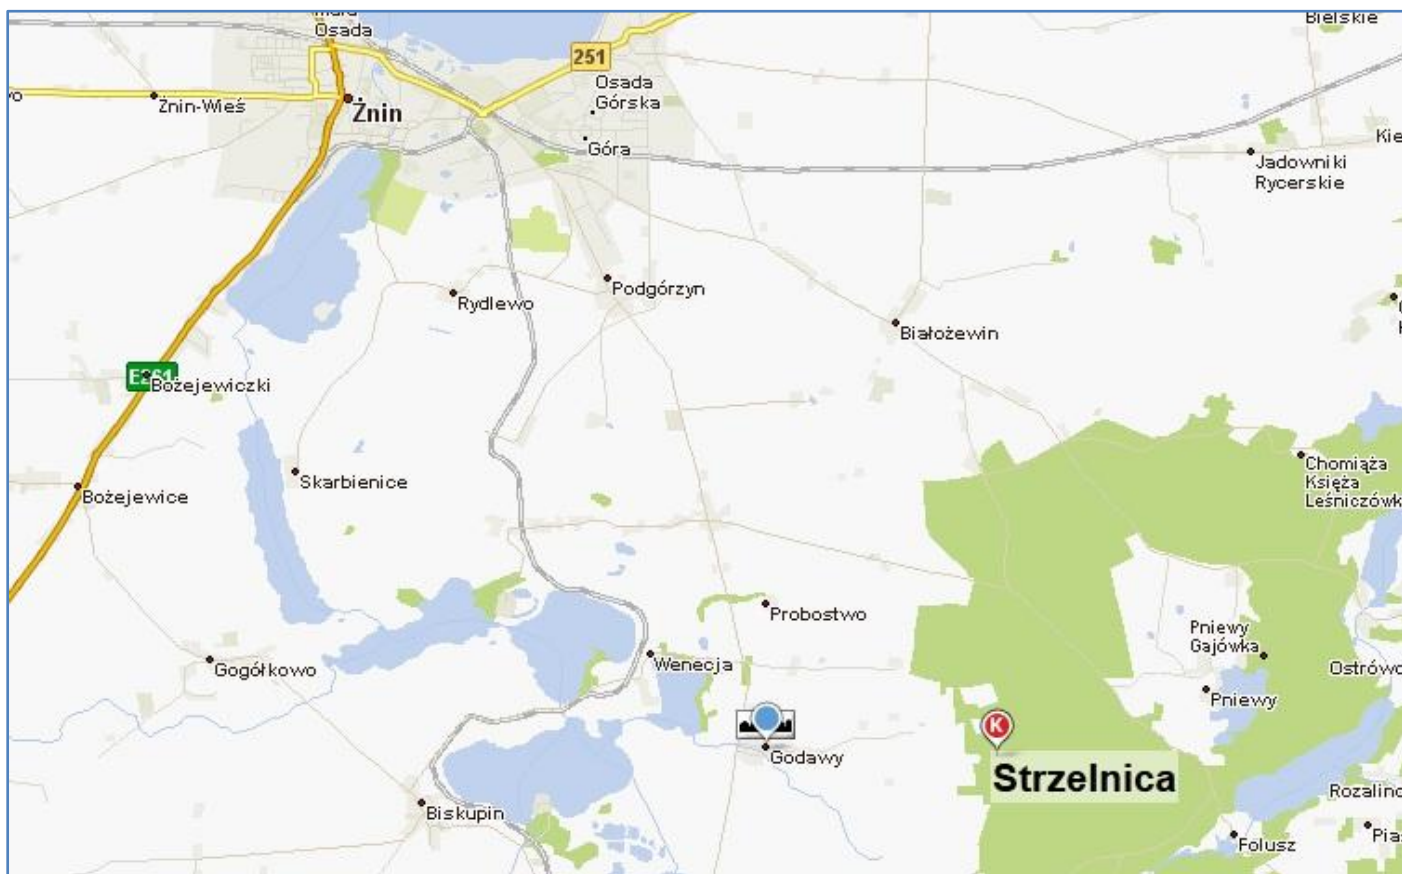 Osada
Bielskie
251
Osada
Górska
Żnin-Wieś
Żnin
Góra
Jadowniki
Rycerskie
Podgórzyn
Rydlewo
Białożewin
Bożejewiczki
Skarbienice
Chomiąża
Księża
Leśniczówka
Bożejewice
Probostwo
Pniewy
Gajówka
Wenecja
Gogółkowo
Pniewy
K
Godawy
Strzelnica
Biskupin
Folusz